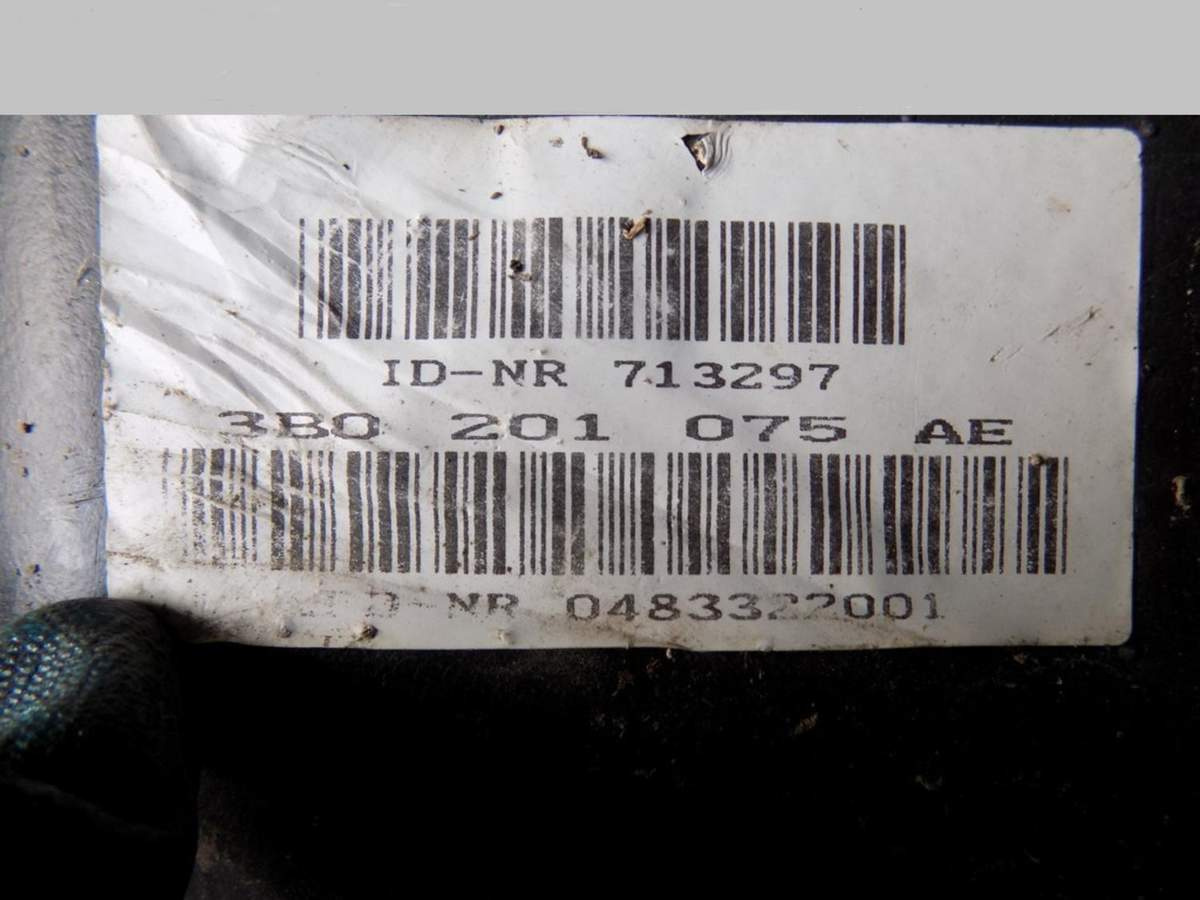 ID-NR 713297
3B0 201 075 AE
NR 0483322001